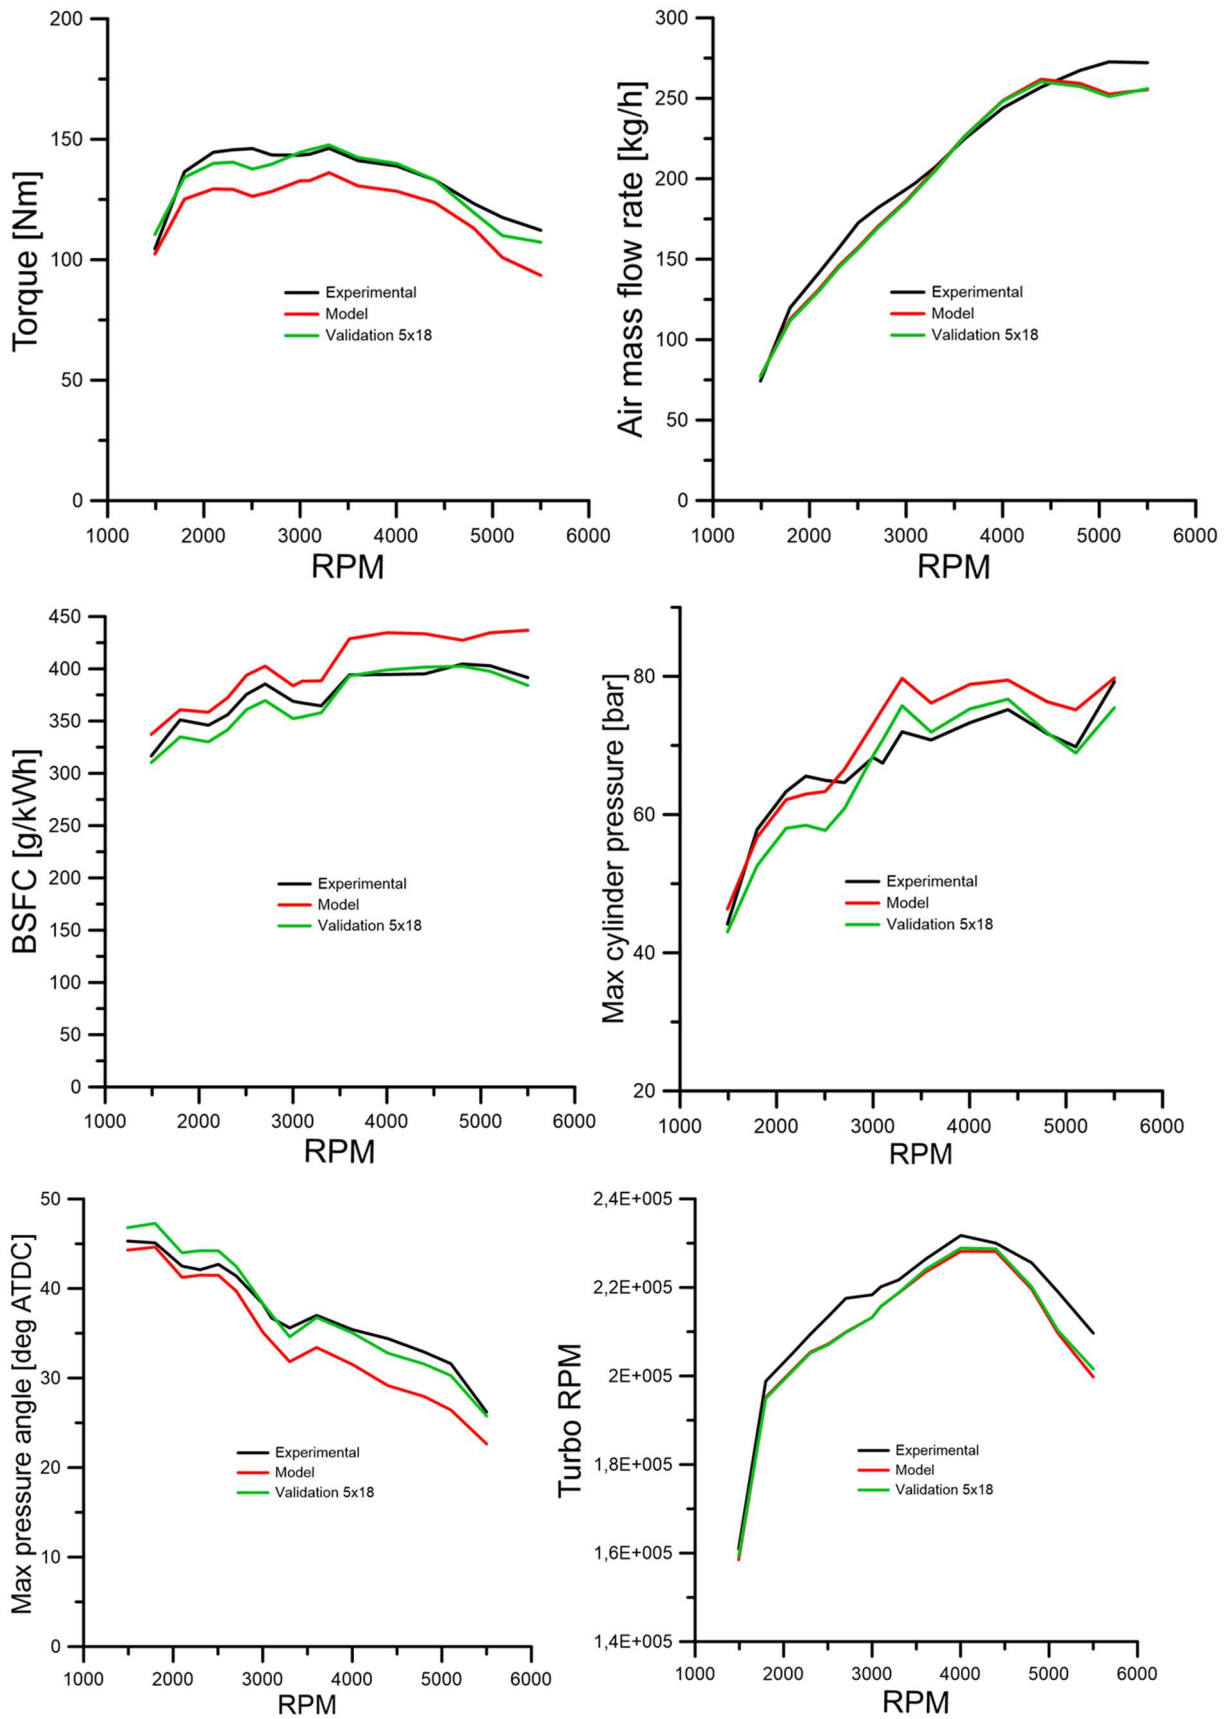 200
150
100
50
0
Torque [Nm]
Experimental
Model
Validation 5x18
1000 2000 3000 4000 5000 6000
RPM
300
250
200
150
100
50
0
Air mass flow rate [kg/h]
Experimental
Model
Validation 5x18
1000 2000 3000 4000 5000 6000
RPM
450
400
350
300
250
200
150
100
50
0
BSFC [g/kWh]
Experimental
Model
Validation 5x18
1000 2000 3000 4000 5000 6000
RPM
80
60
40
20
Max cylinder pressure [bar]
Experimental
Model
Validation 5x18
1000 2000 3000 4000 5000 6000
RPM
50
40
30
20
10
0
Max pressure angle [deg ATDC]
Experimental
Model
Validation 5x18
1000 2000 3000 4000 5000 6000
RPM
2,4E+005
2,2E+005
2E+005
1,8E+005
1,6E+005
1,4E+005
Turbo RPM
Experimental
Model
Validation 5x18
1000 2000 3000 4000 5000 6000
RPM